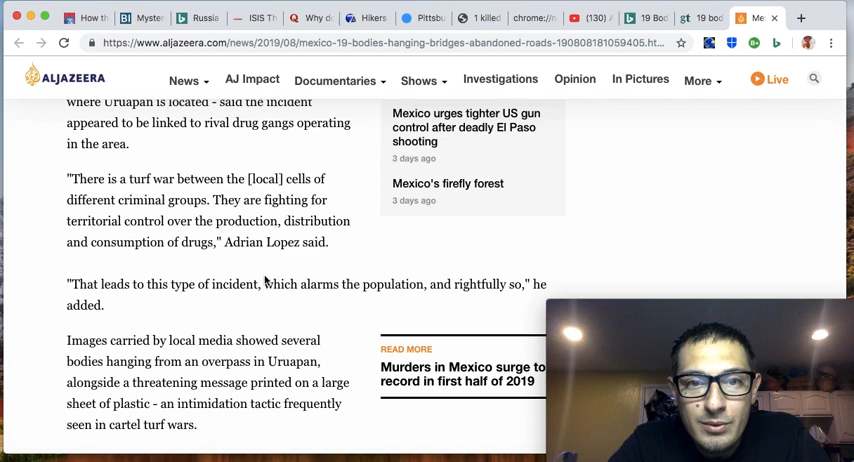 How th
Myster
Russia
ISIS Th
Why do
Hikers
Pittsbu
1 killed
chrome://n
(130) A
19 Bod
19 bod
Me
https://www.aljazeera.com/news/2019/08/mexico-19-bodies-hanging-bridges-abandoned-roads-190808181059405.ht...
ALJAZEERA
News
AJ Impact
Documentaries
Shows
Investigations
Opinion
In Pictures
More
Live
where Uruapan is located - said the incident
appeared to be linked to rival drug gangs operating
in the area.
"There is a turf war between the [local] cells of
different criminal groups. They are fighting for
territorial control over the production, distribution
and consumption of drugs," Adrian Lopez said.
"That leads to this type of incident, which alarms the population, and rightfully so," he
added.
Images carried by local media showed several
bodies hanging from an overpass in Uruapan,
alongside a threatening message printed on a large
sheet of plastic - an intimidation tactic frequently
seen in cartel turf wars.
Mexico urges tighter US gun
control after deadly El Paso
shooting
3 days ago
Mexico's firefly forest
3 days ago
READ MORE
Murders in Mexico surge to
record in first half of 2019